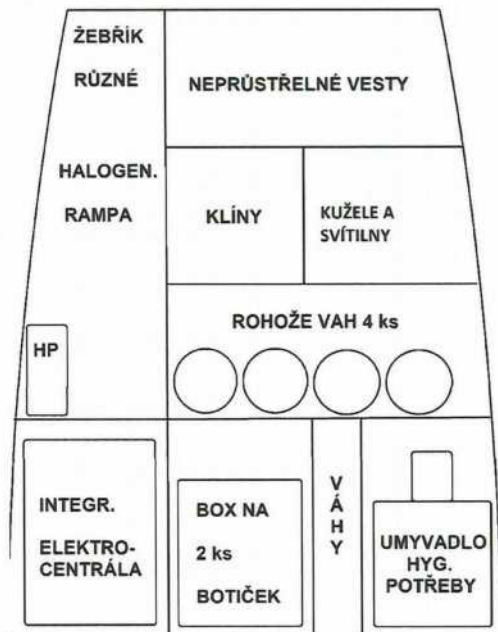 ŽEBŘÍK
RŮZNÉ
NEPRŮSTŘELNÉ VESTY
HALOGEN.
RAMPA
KLÍNY
KUŽELE A
SVÍTILNY
ROHOŽE VAH 4 ks
HP
INTEGR.
ELEKTRO-
CENTRÁLA
BOX NA
2 ks
BOTIČEK
V
Á
H
Y
UMYVADLO
HYG.
POTŘEBY